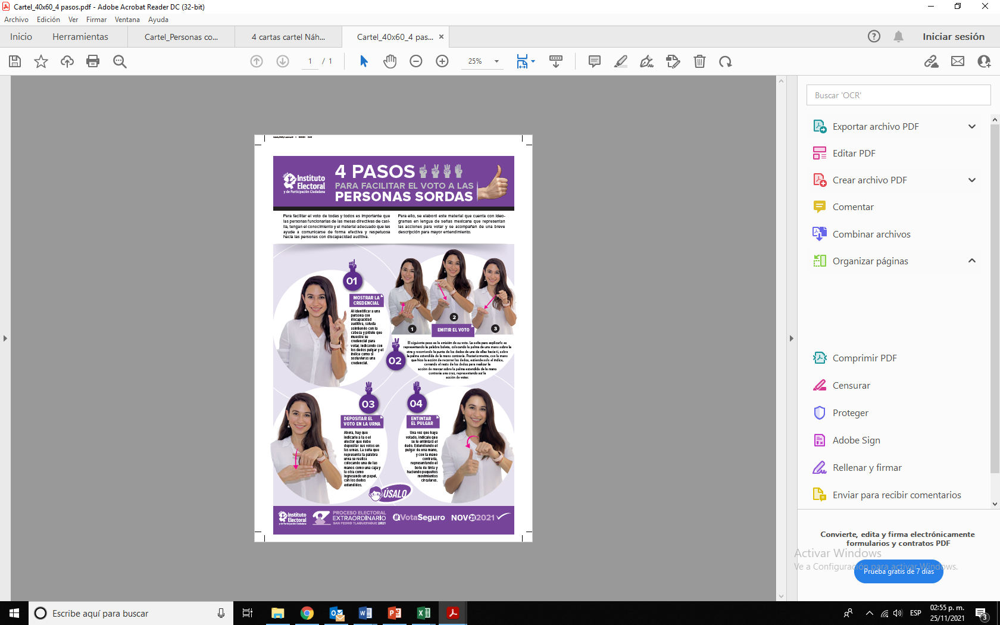 Cartel_40x60_4 pasos.pdf - Adobe Acrobat Reader DC (32-bit)
Archivo Edición Ver Firmar Ventana Ayuda
Inicio Herramientas Cartel_Personas co... 4 cartas cartel Náh... Cartel_40x60_4 pas... × Iniciar sesión
1 / 1 25%
Buscar 'OCR'
Exportar archivo PDF
Editar PDF
Crear archivo PDF
Comentar
Combinar archivos
Organizar páginas
Comprimir PDF
Censurar
Proteger
Adobe Sign
Rellenar y firmar
Enviar para recibir comentarios
Convierte, edita y firma electrónicamente
formularios y contratos PDF
Prueba gratis de 7 días
Activar Windows
Ve a Configuración para activar Windows.
Instituto
Electoral
y de Participación Ciudadana
4 PASOS
PARA FACILITAR EL VOTO A LAS
PERSONAS SORDAS
Para facilitar el voto de todas y todos es importante que
las personas funcionarias de las mesas directivas de casi-
lla, tengan el conocimiento y el material adecuado que les
ayude a comunicarse de forma efectiva y respetuosa
hacia las personas con discapacidad auditiva.
Para ello, se elaboró este material que cuenta con ideo-
gramas en lengua de señas mexicana que representan
las acciones para votar y se acompañan de una breve
descripción para mayor entendimiento.
01
MOSTRAR LA
CREDENCIAL
Al identificar a una
persona con
discapacidad
auditiva, saluda
asintiendo con la
cabeza y pídele que
muestre su
credencial para
votar, indicando con
los dedos pulgar y el
índice como si
sostuvieras una
credencial.
1
2
3
EMITIR EL VOTO
02
El siguiente paso es la emisión de su voto. La seña para explicarlo es
representando la palabra boleta, colocando la palma de una mano sobre la
otra y recorriendo la punta de los dedos de una de ellas hacia ti, sobre
la palma extendida de la mano contraria. Posteriormente, con la mano
que hizo la acción de recorrer los dedos, extiende solo el índice,
cerrando el resto de los dedos para realizar la
acción de marcar sobre la palma extendida de la mano
contraria una cruz, representando así la
acción de votar.
03
DEPOSITAR EL
VOTO EN LA URNA
Ahora, hay que
indicarle a la o el
elector que debe
depositar sus votos en
las urnas. La seña que
representa la palabra
urna se realiza
colocando una de las
manos como una caja y
la otra como
ingresando un papel,
con los dedos
extendidos.
04
ENTINTAR
EL PULGAR
Una vez que haya
votado, indícale que
se le entintará el
dedo. Extendiendo el
pulgar de una mano,
y con la mano
contraria,
representando el
bote de tinta y
haciendo pequeños
movimientos
circulares.
ÚSALO
Instituto
Electoral
y de Participación Ciudadana
PROCESO ELECTORAL
EXTRAORDINARIO
SAN PEDRO TLAQUEPAQUE 2021
#VotaSeguro
NOV 21 2021
Escribe aquí para buscar
ESP
02:55 p. m.
25/11/2021
3